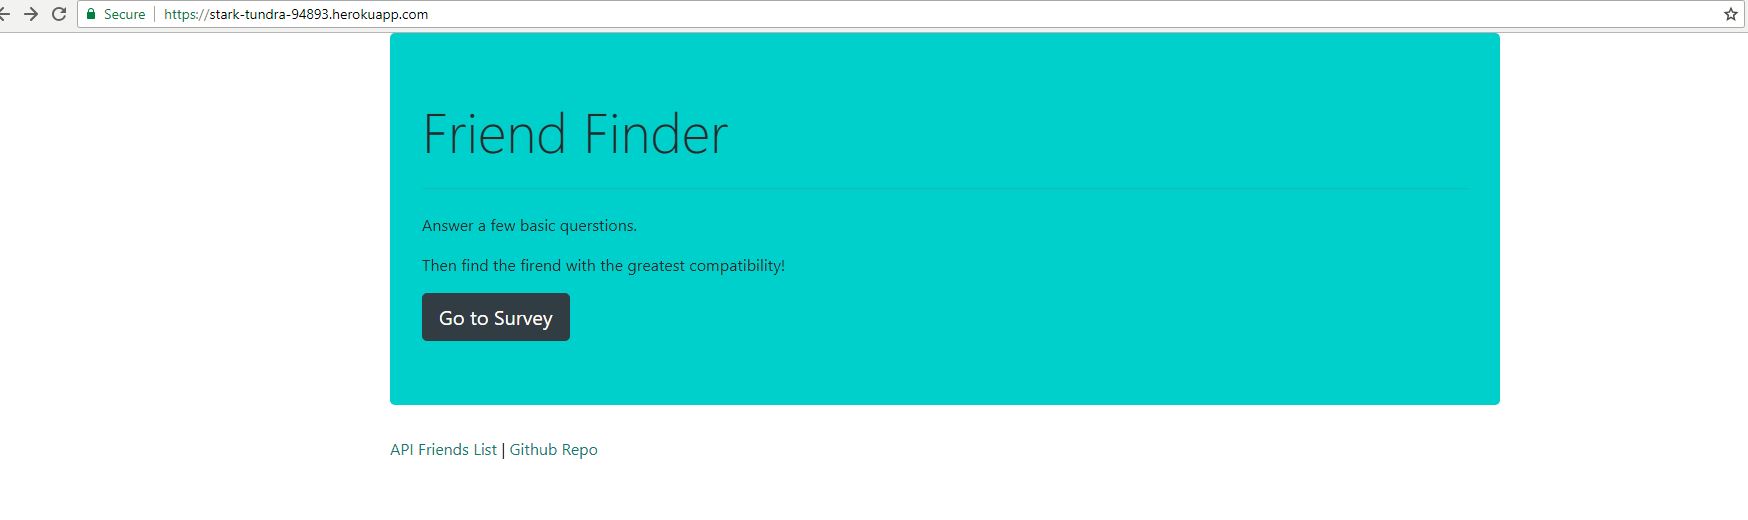 Secure | https://stark-tundra-94893.herokuapp.com
Friend Finder
Answer a few basic querstions.
Then find the firend with the greatest compatibility!
Go to Survey
API Friends List | Github Repo